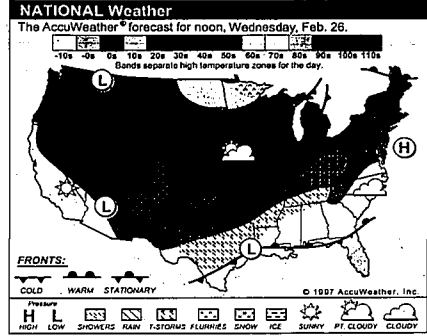 NATIONAL Weather
The AccuWeather® forecast for noon, Wednesday, Feb. 26.
-10s -0s 0s 10s 20s 30s 40s 50s 60s 70s 80s 90s 100s 110s
Bands separate high temperature zones for the day.
L
H
L
L
FRONTS:
COLD WARM STATIONARY
© 1997 AccuWeather, Inc.
Pressure
H L
HIGH LOW SHOWERS RAIN T-STORMS FLURRIES SNOW ICE SUNNY PT. CLOUDY CLOUDY